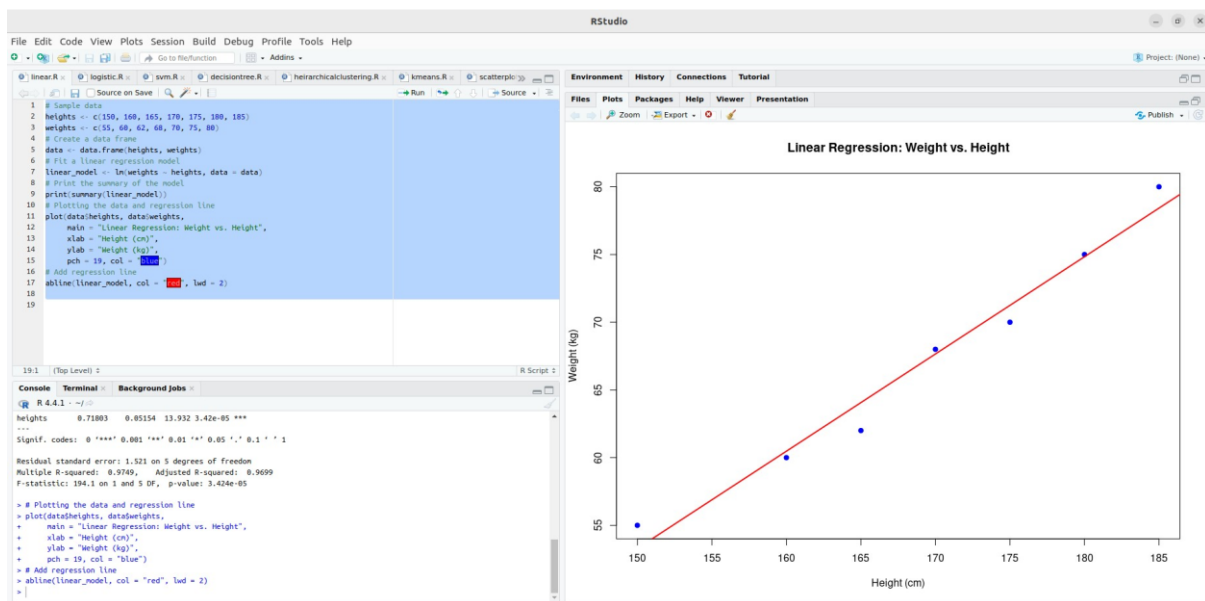 RStudio
File Edit Code View Plots Session Build Debug Profile Tools Help
Go to file/function
Addins
Project: (None)
linear.R
logistic.R
svm.R
decisiontree.R
heirarchicalclustering.R
kmeans.R
scatterplo
Source on Save
Run
Source
1 # Sample data
2 heights <- c(150, 160, 165, 170, 175, 180, 185)
3 weights <- c(55, 60, 62, 68, 70, 75, 80)
4 # Create a data frame
5 data <- data.frame(heights, weights)
6 # Fit a linear regression model
7 linear_model <- lm(weights ~ heights, data = data)
8 # Print the summary of the model
9 print(summary(linear_model))
10 # Plotting the data and regression line
11 plot(data$heights, data$weights,
12 main = "Linear Regression: Weight vs. Height",
13 xlab = "Height (cm)",
14 ylab = "Weight (kg)",
15 pch = 19, col = "blue")
16 # Add regression line
17 abline(linear_model, col = "red", lwd = 2)
18
19
19:1 (Top Level)
R Script
Console Terminal Background Jobs
R 4.4.1 · ~/
heights 0.71803 0.05154 13.932 3.42e-05 ***
---
Signif. codes: 0 ‘***’ 0.001 ‘**’ 0.01 ‘*’ 0.05 ‘.’ 0.1 ‘ ’ 1
Residual standard error: 1.521 on 5 degrees of freedom
Multiple R-squared: 0.9749, Adjusted R-squared: 0.9699
F-statistic: 194.1 on 1 and 5 DF, p-value: 3.424e-05
> # Plotting the data and regression line
> plot(data$heights, data$weights,
+ main = "Linear Regression: Weight vs. Height",
+ xlab = "Height (cm)",
+ ylab = "Weight (kg)",
+ pch = 19, col = "blue")
> # Add regression line
> abline(linear_model, col = "red", lwd = 2)
>
Environment History Connections Tutorial
Files Plots Packages Help Viewer Presentation
Zoom Export
Publish
Linear Regression: Weight vs. Height
Weight (kg)
80
75
70
65
60
55
150 155 160 165 170 175 180 185
Height (cm)